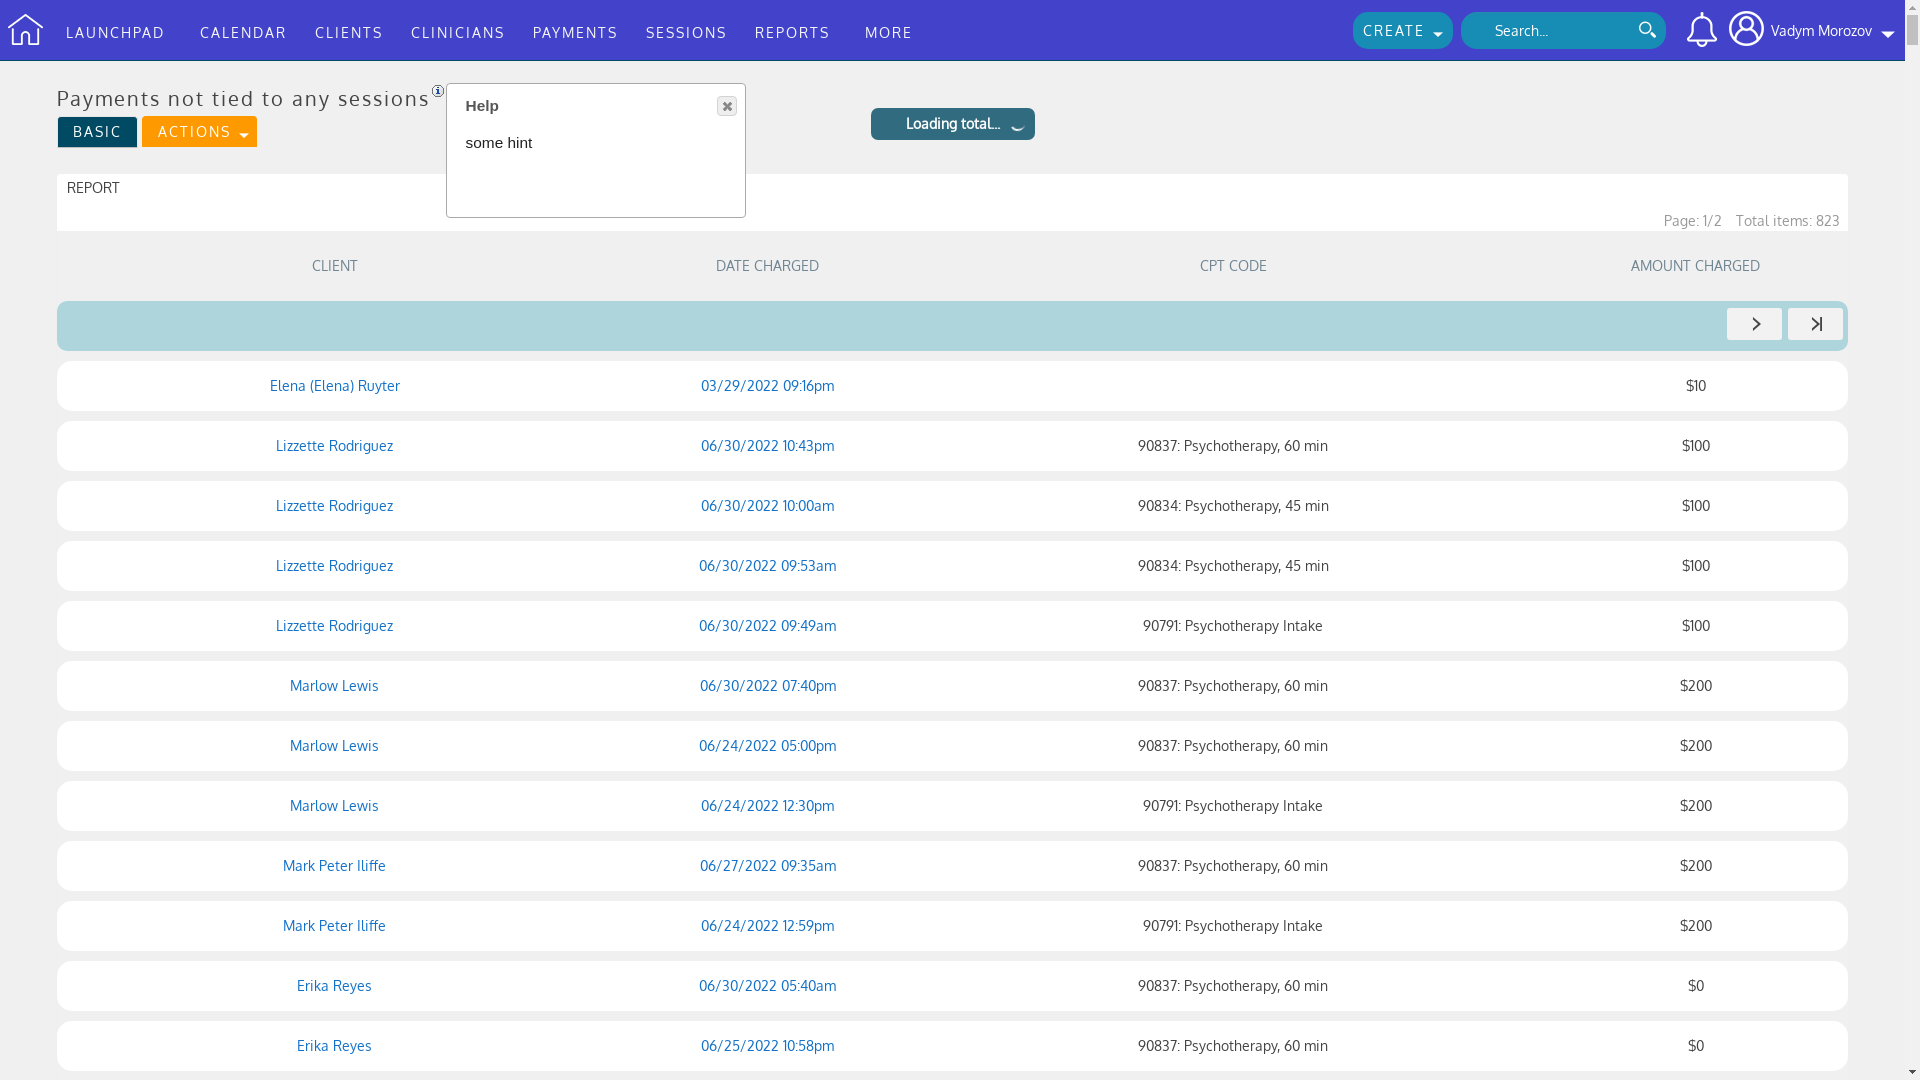 LAUNCHPAD CALENDAR CLIENTS CLINICIANS PAYMENTS SESSIONS REPORTS MORE CREATE Search... Vadym Morozov
Payments not tied to any sessions
BASIC ACTIONS
Help
some hint
Loading total...
REPORT
Page: 1/2 Total items: 823
CLIENT DATE CHARGED CPT CODE AMOUNT CHARGED
Elena (Elena) Ruyter 03/29/2022 09:16pm $10
Lizzette Rodriguez 06/30/2022 10:43pm 90837: Psychotherapy, 60 min $100
Lizzette Rodriguez 06/30/2022 10:00am 90834: Psychotherapy, 45 min $100
Lizzette Rodriguez 06/30/2022 09:53am 90834: Psychotherapy, 45 min $100
Lizzette Rodriguez 06/30/2022 09:49am 90791: Psychotherapy Intake $100
Marlow Lewis 06/30/2022 07:40pm 90837: Psychotherapy, 60 min $200
Marlow Lewis 06/24/2022 05:00pm 90837: Psychotherapy, 60 min $200
Marlow Lewis 06/24/2022 12:30pm 90791: Psychotherapy Intake $200
Mark Peter Iliffe 06/27/2022 09:35am 90837: Psychotherapy, 60 min $200
Mark Peter Iliffe 06/24/2022 12:59pm 90791: Psychotherapy Intake $200
Erika Reyes 06/30/2022 05:40am 90837: Psychotherapy, 60 min $0
Erika Reyes 06/25/2022 10:58pm 90837: Psychotherapy, 60 min $0